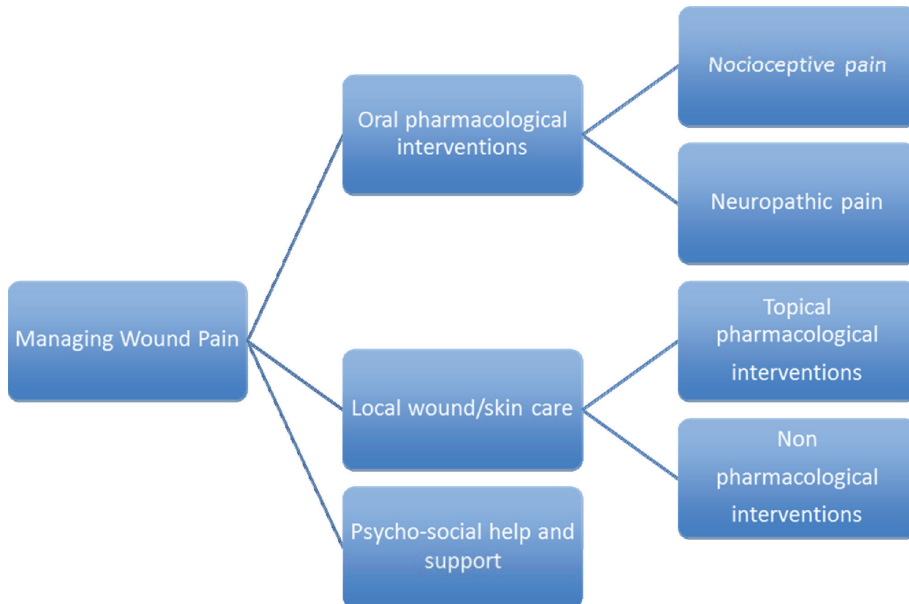 Managing Wound Pain
Oral pharmacological
interventions
Nocioceptive pain
Neuropathic pain
Local wound/skin care
Topical
pharmacological
interventions
Non
pharmacological
interventions
Psycho-social help and
support